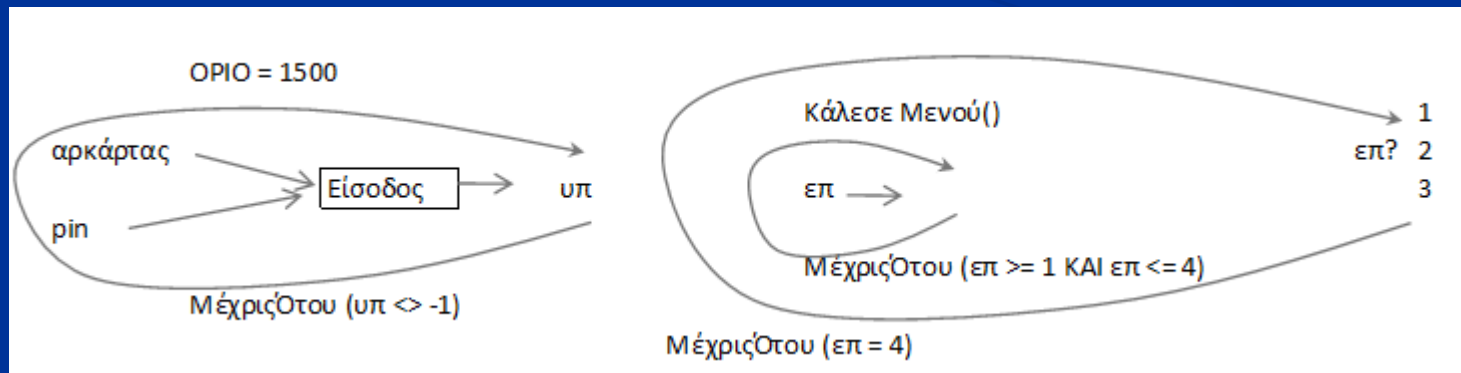 ΟΡΙΟ = 1500
αρκάρτας
Είσοδος
υπ
pin
ΜέχριςΌτου (υπ <> -1)
Κάλεσε Μενού()
επ
ΜέχριςΌτου (επ >= 1 ΚΑΙ επ <= 4)
1
επ? 2
3
ΜέχριςΌτου (επ = 4)